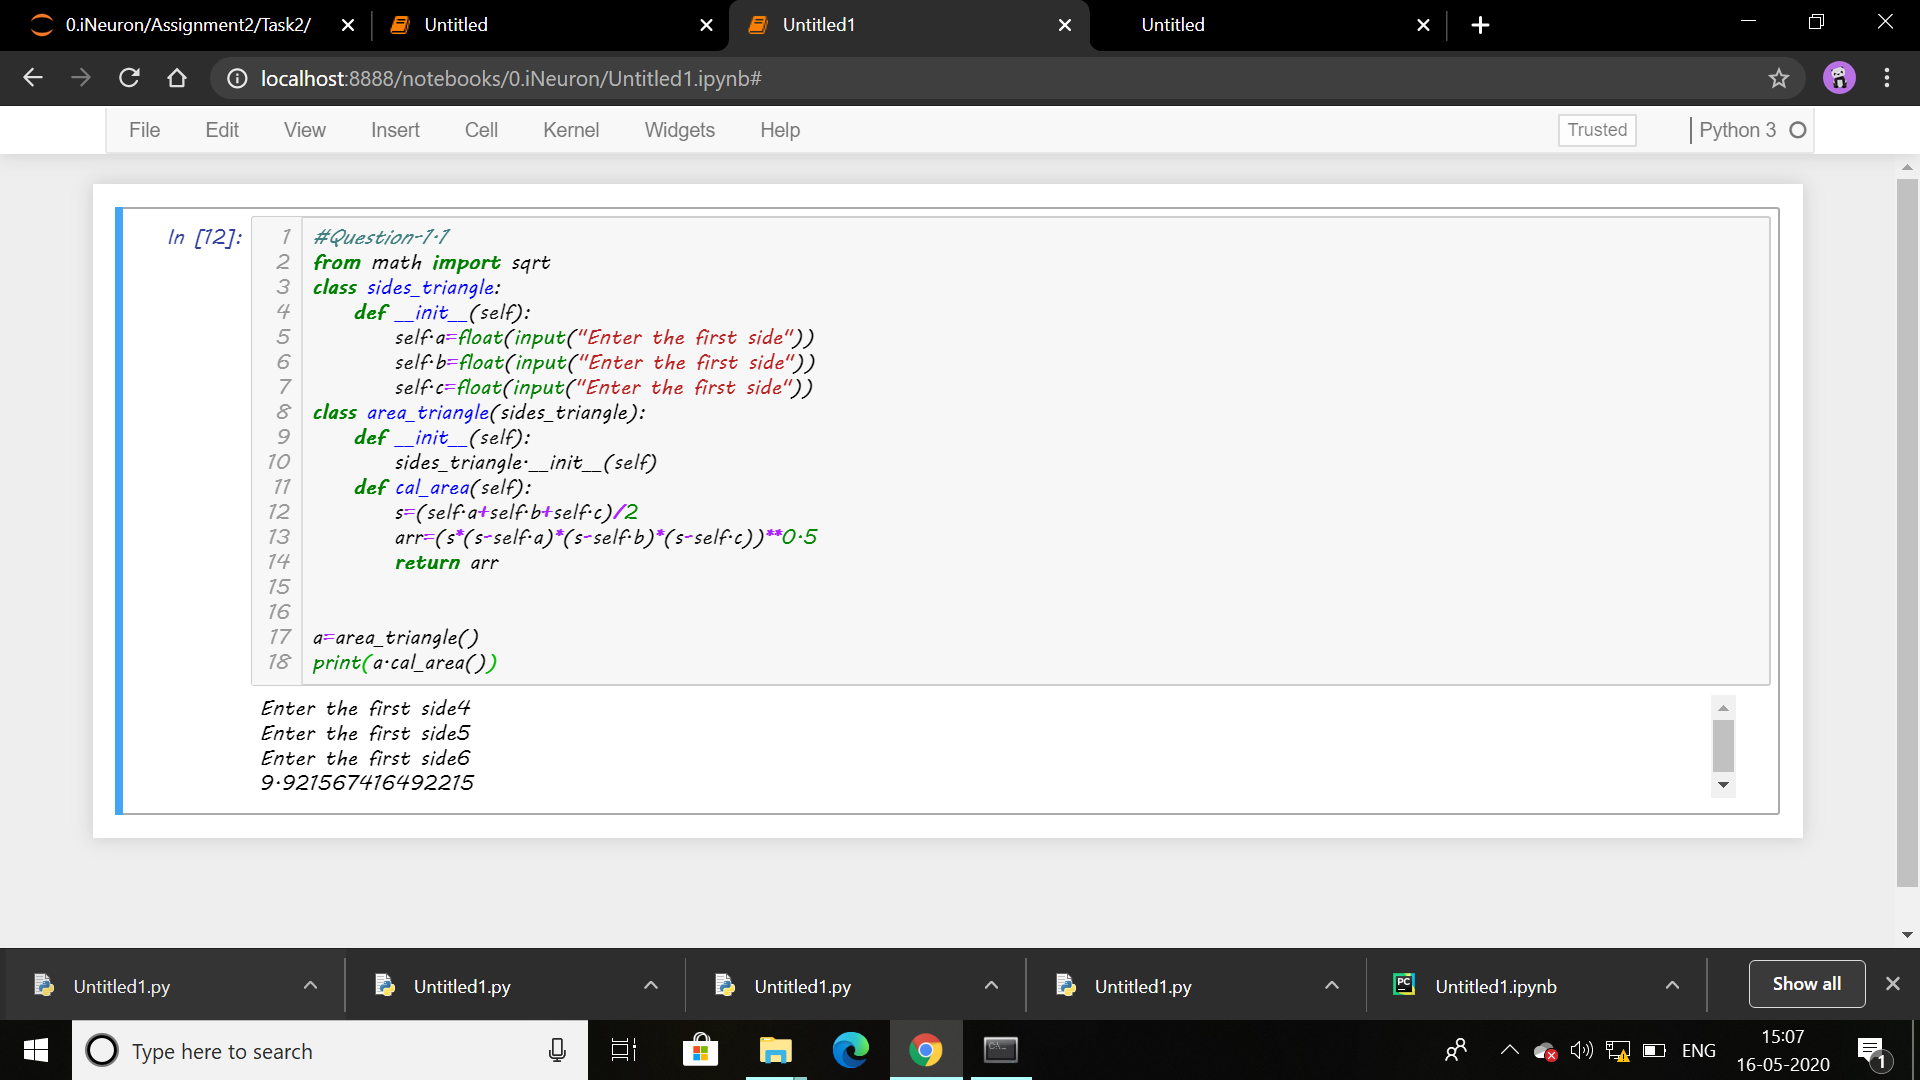 0.iNeuron/Assignment2/Task2/
Untitled
Untitled1
Untitled
localhost:8888/notebooks/0.iNeuron/Untitled1.ipynb#
File Edit View Insert Cell Kernel Widgets Help
Trusted
Python 3
In [12]:
1 #Question-1.1
2 from math import sqrt
3 class sides_triangle:
4     def __init__(self):
5         self.a=float(input("Enter the first side"))
6         self.b=float(input("Enter the first side"))
7         self.c=float(input("Enter the first side"))
8 class area_triangle(sides_triangle):
9     def __init__(self):
10         sides_triangle.__init__(self)
11     def cal_area(self):
12         s=(self.a+self.b+self.c)/2
13         arr=(s*(s-self.a)*(s-self.b)*(s-self.c))**0.5
14         return arr
15
16
17 a=area_triangle()
18 print(a.cal_area())
Enter the first side4
Enter the first side5
Enter the first side6
9.921567416492215
Untitled1.py
Untitled1.py
Untitled1.py
Untitled1.py
PC
Untitled1.ipynb
Show all
Type here to search
ENG
15:07
16-05-2020
1